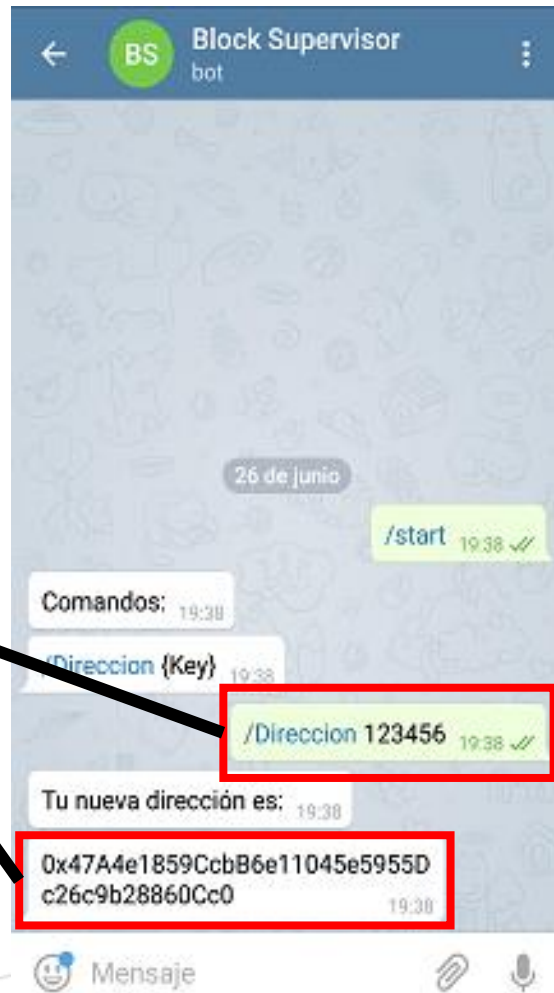 BS
Block Supervisor
bot
26 de junio
/start 19:38
Comandos: 19:38
/Direccion {Key} 19:38
/Direccion 123456 19:38
Tu nueva dirección es: 19:38
0x47A4e1859CcbB6e11045e5955D
c26c9b28860Cc0 19:38
Mensaje